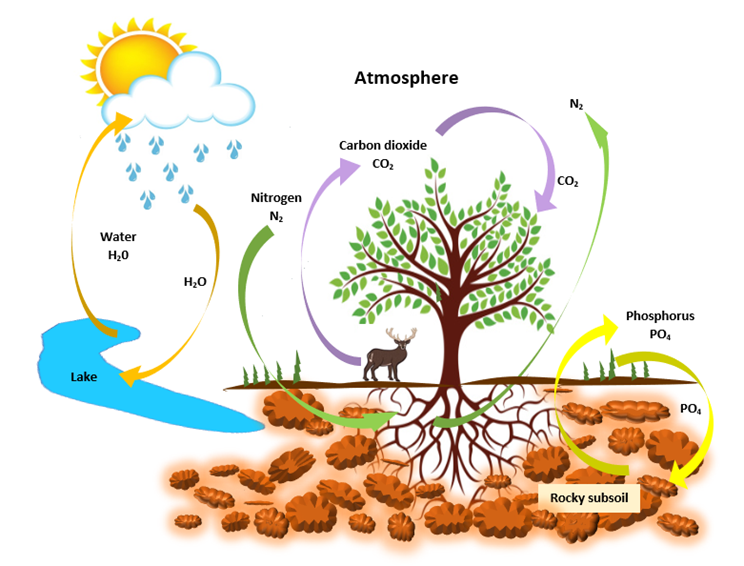 Atmosphere
N₂
Carbon dioxide
CO₂
CO₂
Nitrogen
N₂
Water
H₂0
H₂O
Phosphorus
PO₄
Lake
PO₄
Rocky subsoil